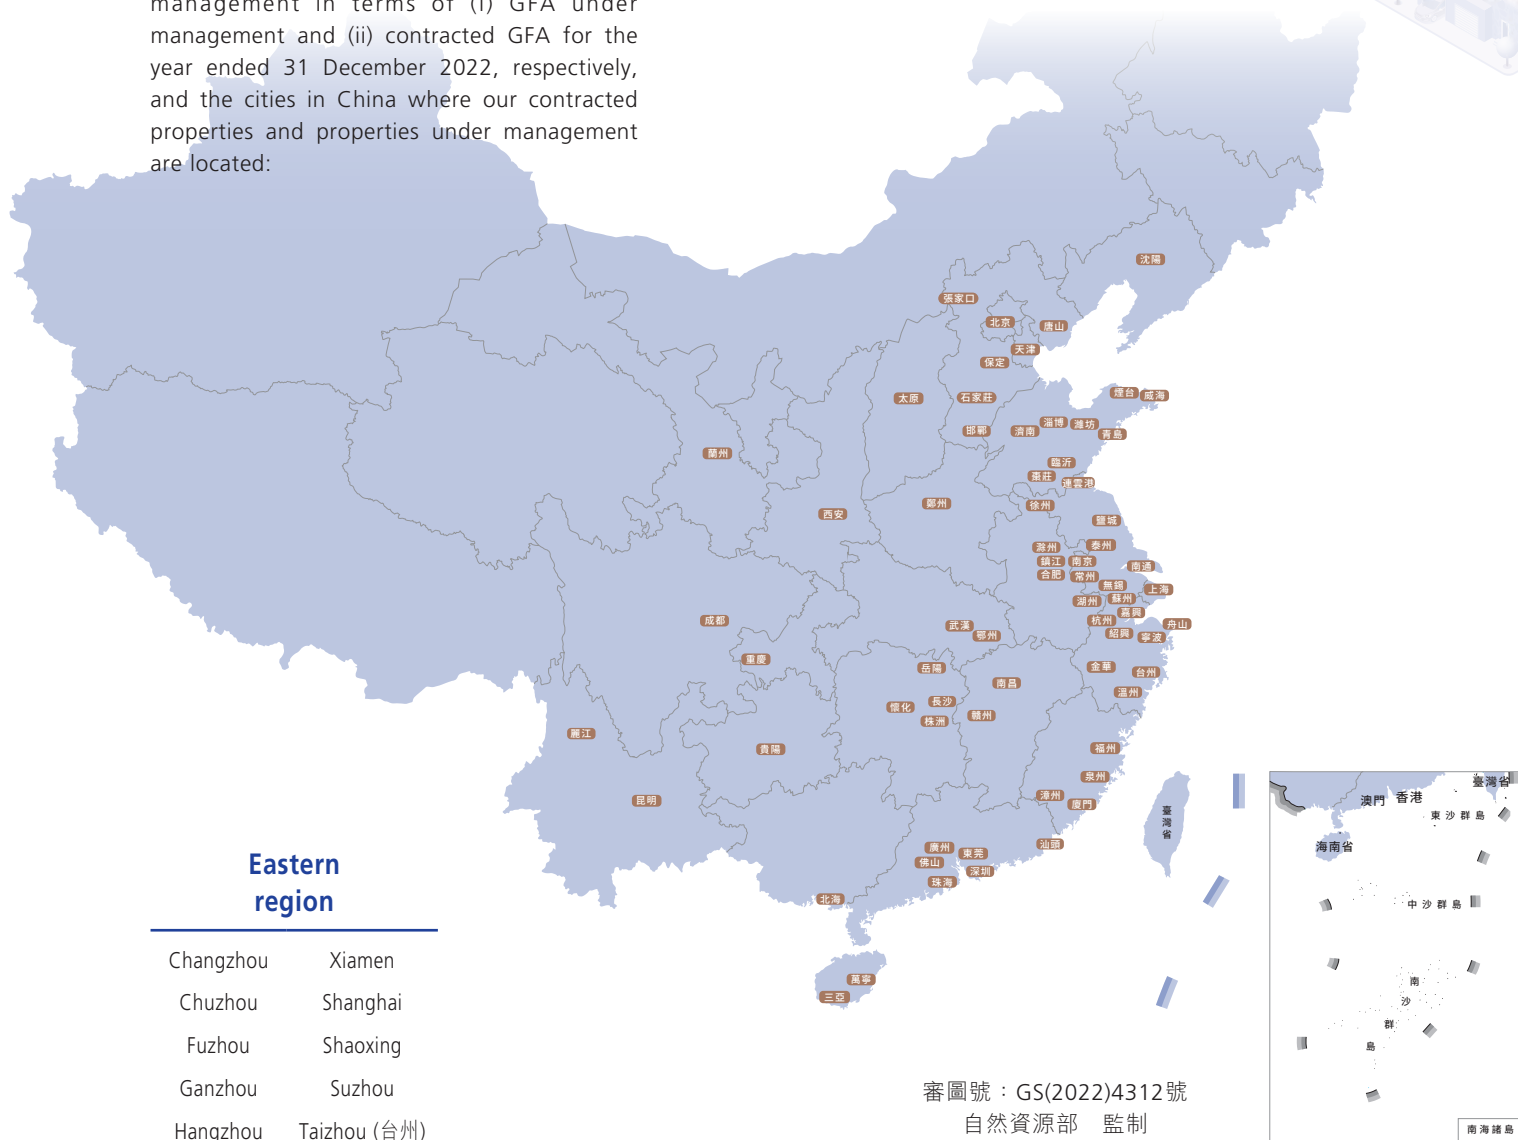 management in terms of (i) GFA under
management and (ii) contracted GFA for the
year ended 31 December 2022, respectively,
and the cities in China where our contracted
properties and properties under management
are located:
沈陽
張家口
北京
唐山
天津
保定
太原
石家莊
煙台
威海
邯鄲
濟南
淄博
濰坊
青島
蘭州
臨沂
棗莊
連雲港
西安
鄭州
徐州
鹽城
滁州
泰州
鎮江
南京
南通
合肥
常州
無錫
上海
湖州
蘇州
嘉興
成都
武漢
鄂州
杭州
舟山
紹興
寧波
重慶
岳陽
金華
台州
南昌
溫州
懷化
長沙
株洲
贛州
麗江
貴陽
福州
泉州
昆明
漳州
廈門
臺灣省
汕頭
廣州
東莞
佛山
深圳
珠海
北海
萬寧
三亞
臺灣省
澳門 香港
東沙群島
海南省
中沙群島
南
沙
群
島
南海諸島
Eastern
region
Changzhou Xiamen
Chuzhou Shanghai
Fuzhou Shaoxing
Ganzhou Suzhou
Hangzhou Taizhou (台州)
審圖號：GS(2022)4312號
自然資源部 監制